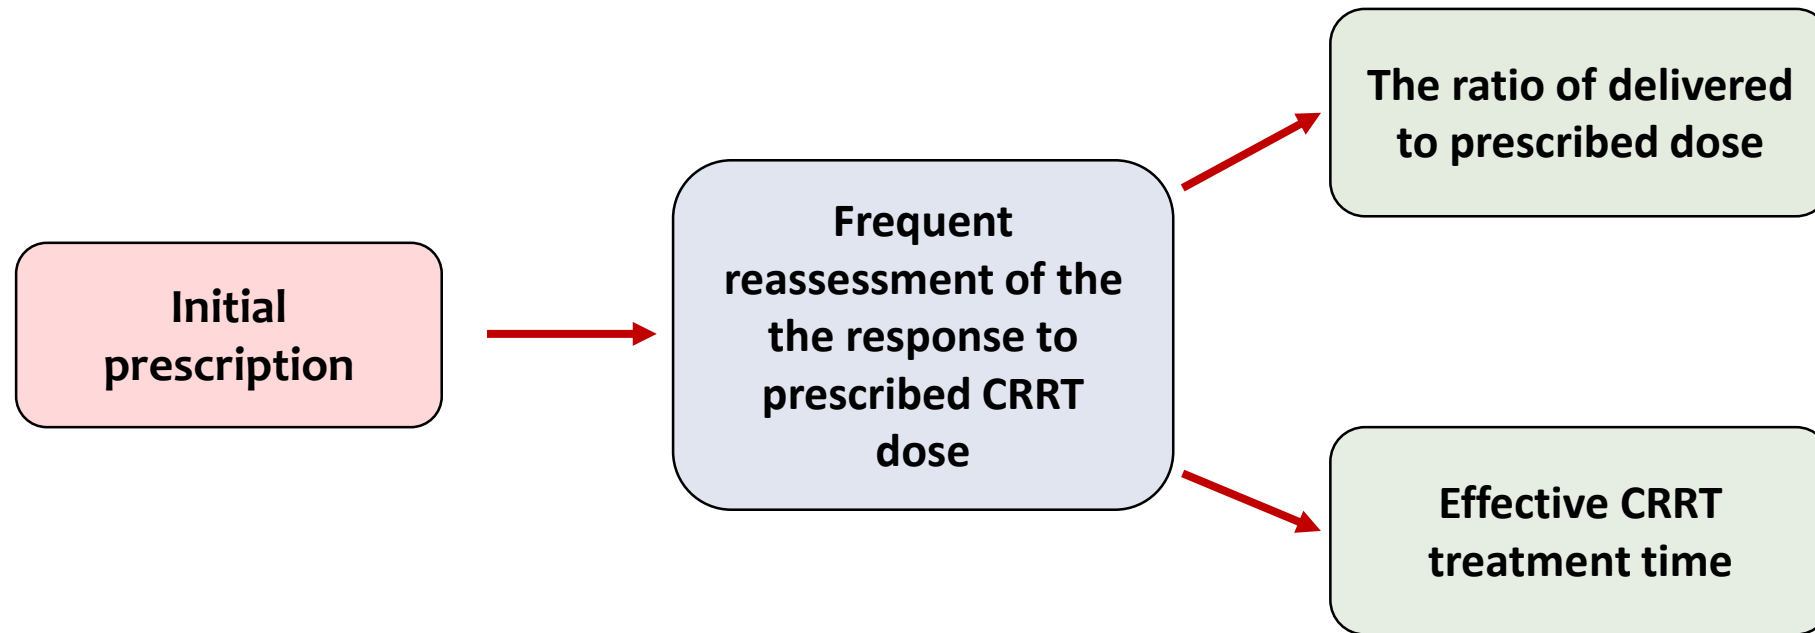 Initial
prescription
Frequent
reassessment of the
the response to
prescribed CRRT
dose
The ratio of delivered
to prescribed dose
Effective CRRT
treatment time